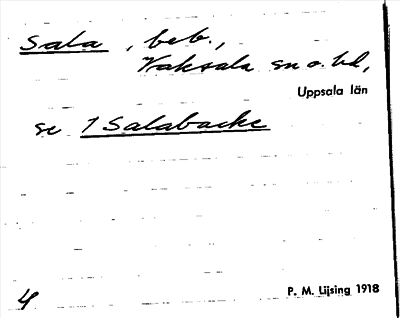 Sala, beb.,
Vaksala sn o. hd,
Uppsala län
se 1 Salabacke
4
P. M. Lijsing 1918